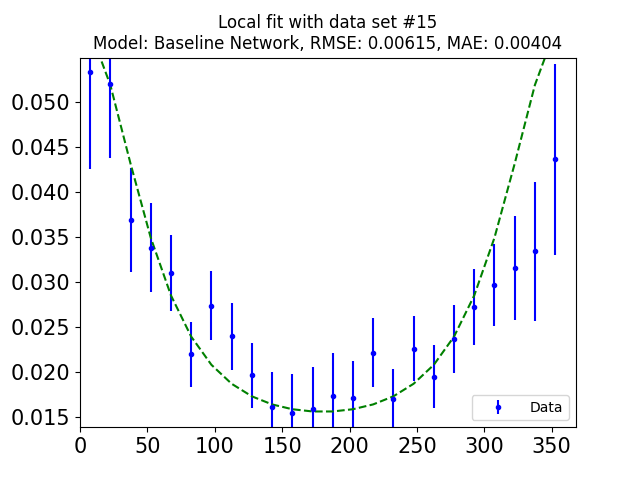 Local fit with data set #15
Model: Baseline Network, RMSE: 0.00615, MAE: 0.00404
0.050
0.045
0.040
0.035
0.030
0.025
0.020
0.015
0 50 100 150 200 250 300 350
Data